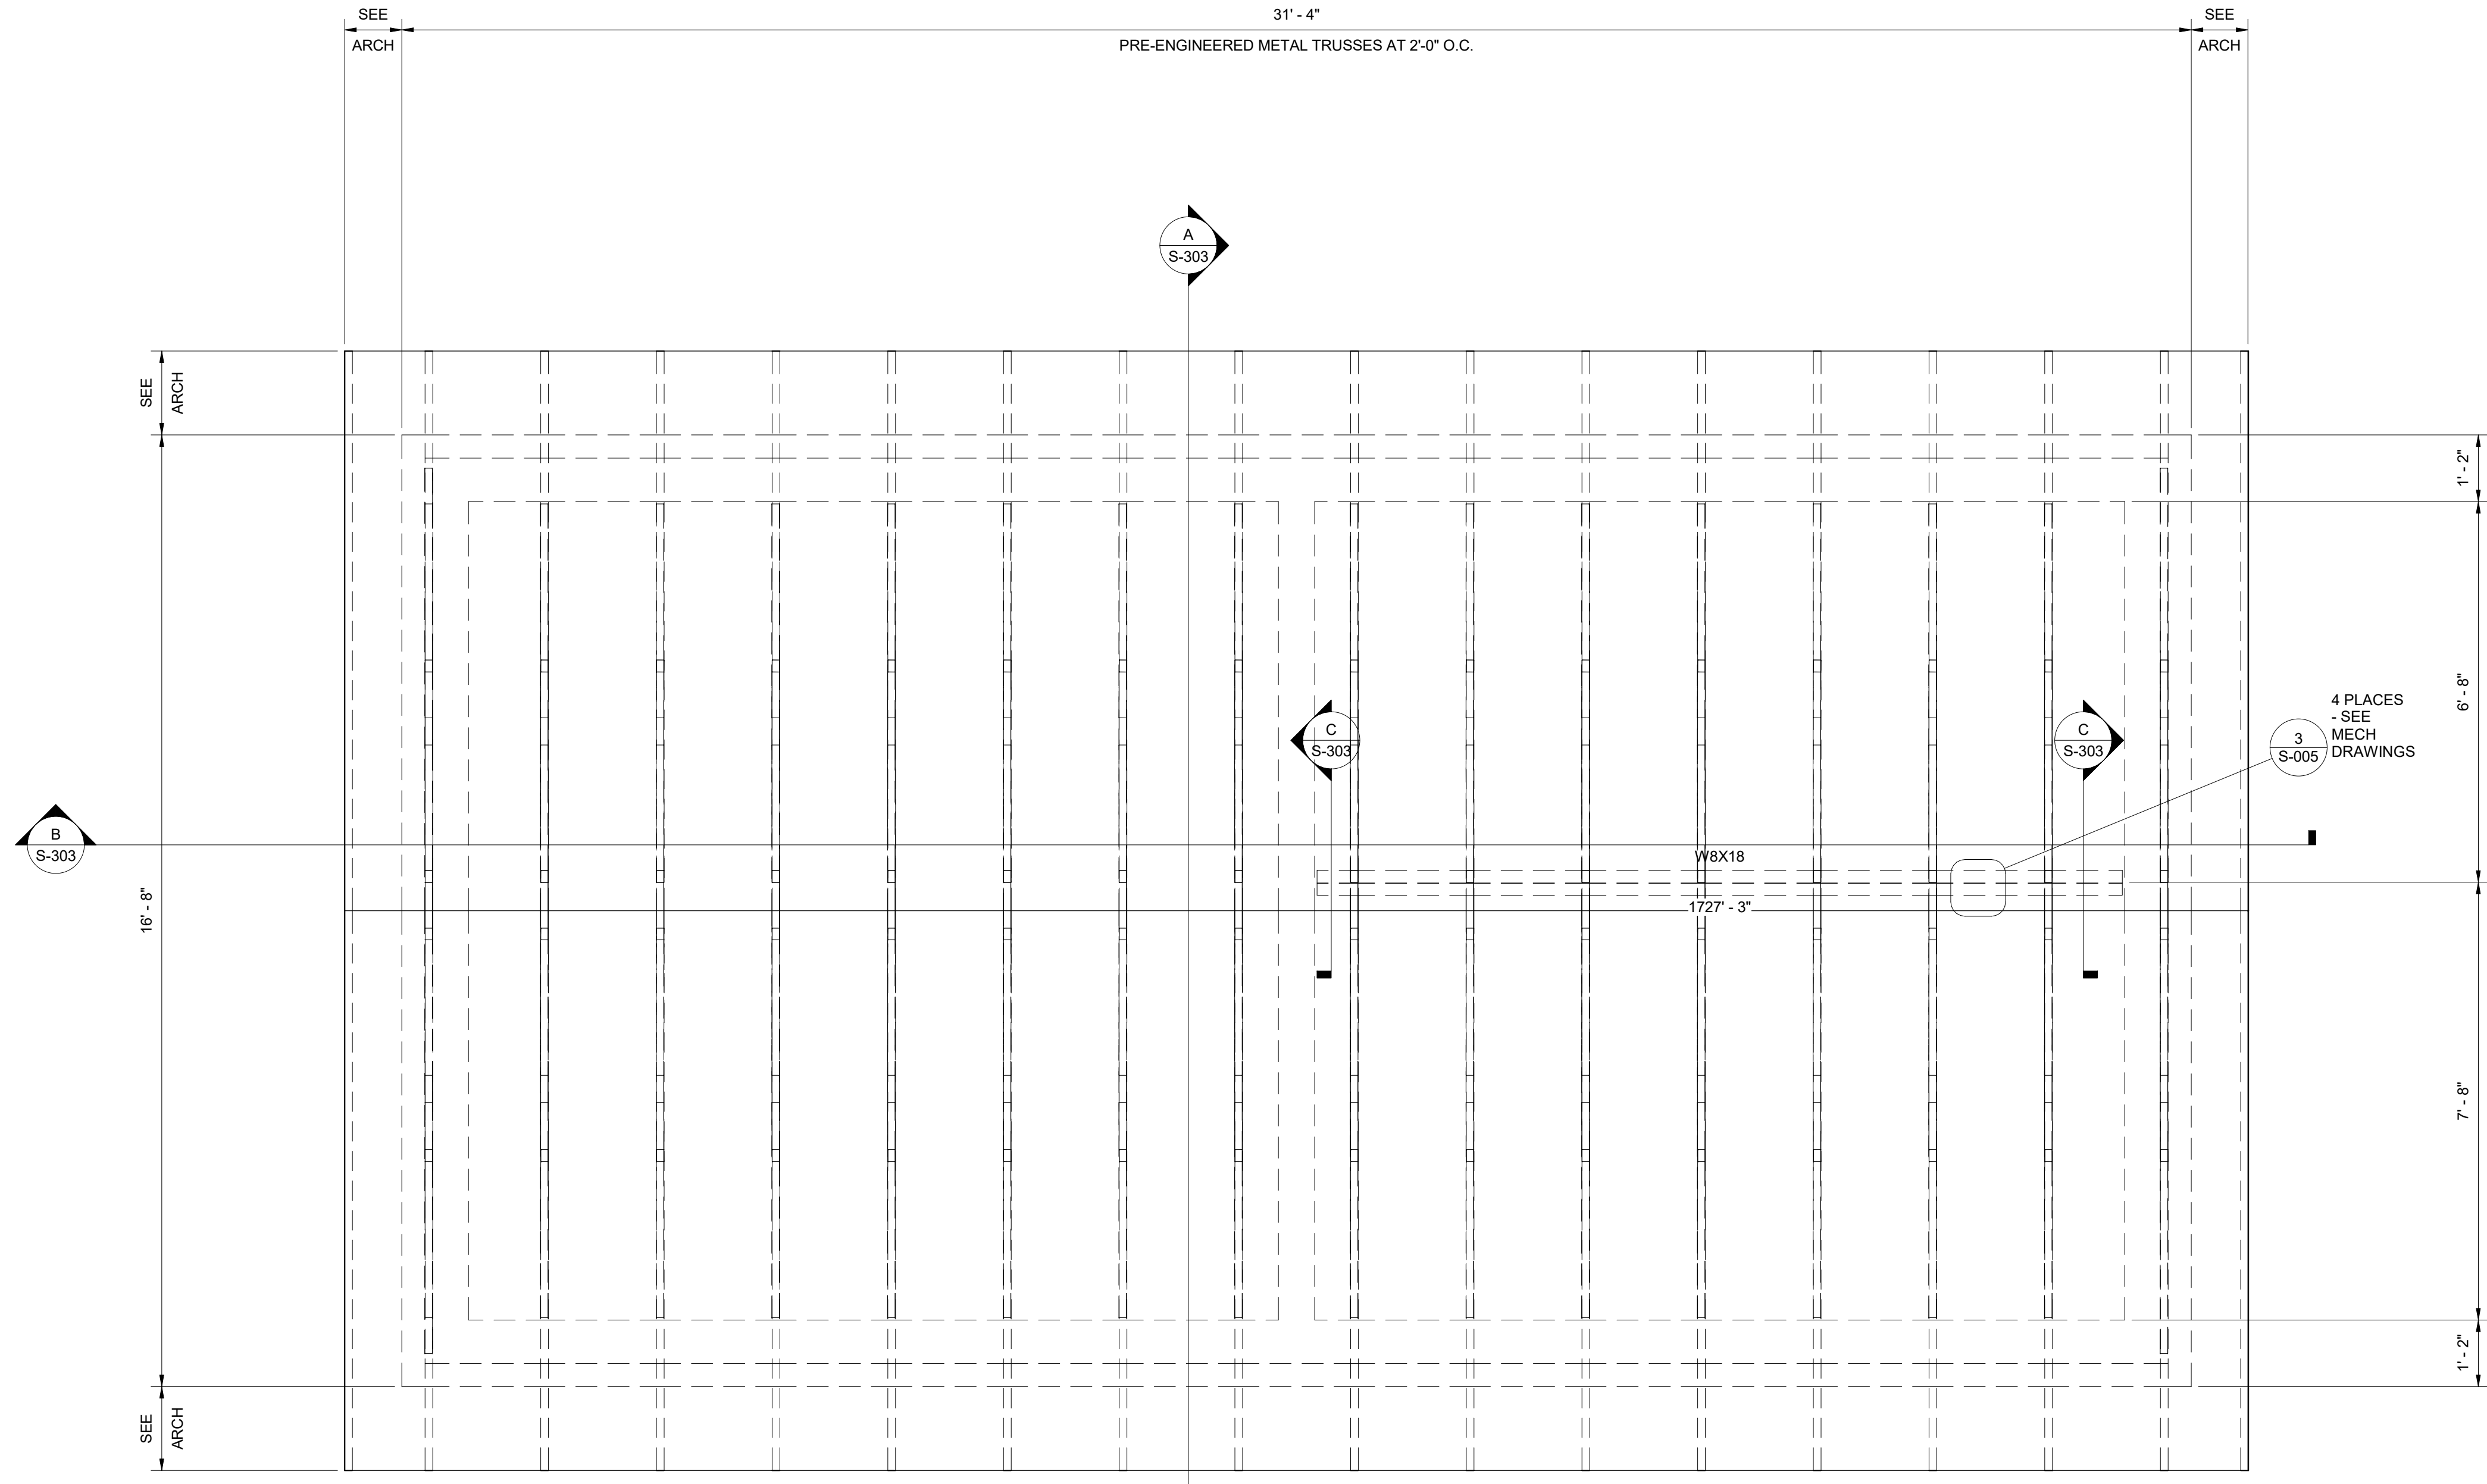 SEE
ARCH
31' - 4"
PRE-ENGINEERED METAL TRUSSES AT 2'-0" O.C.
SEE
ARCH
A
S-303
SEE
ARCH
1' - 2"
6' - 8"
C
S-303
C
S-303
3
S-005
4 PLACES
- SEE
MECH
DRAWINGS
B
S-303
W8X18
1727' - 3"
16' - 8"
7' - 8"
1' - 2"
SEE
ARCH